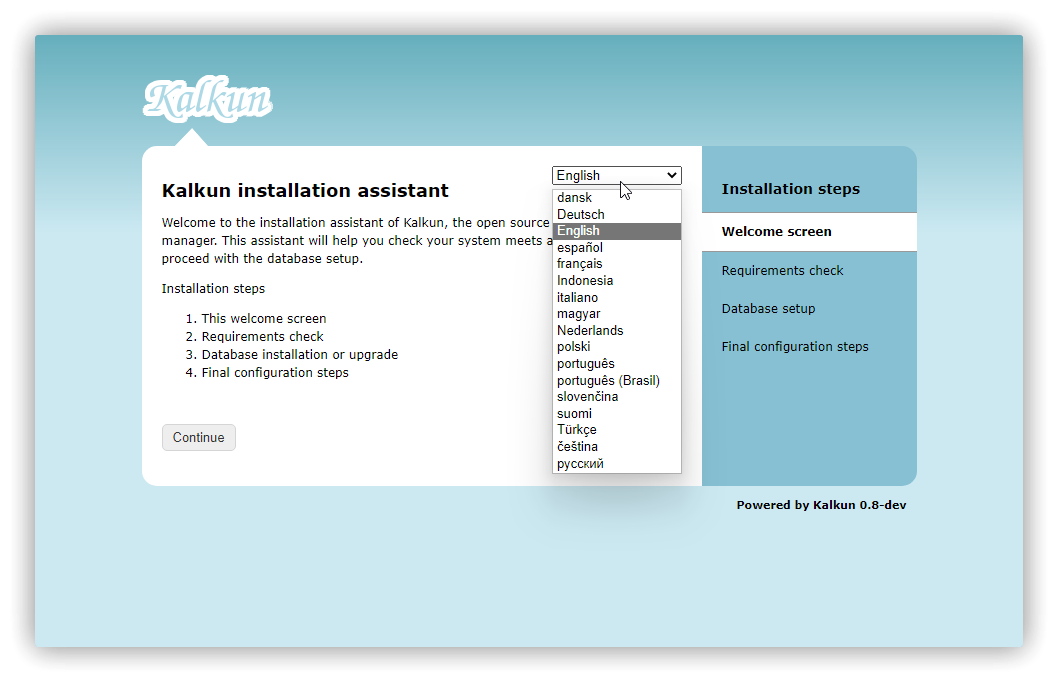 Kalkun
Kalkun installation assistant
English
Welcome to the installation assistant of Kalkun, the open source
manager. This assistant will help you check your system meets a
proceed with the database setup.
Installation steps
1. This welcome screen
2. Requirements check
3. Database installation or upgrade
4. Final configuration steps
Continue
dansk
Deutsch
English
español
français
Indonesia
italiano
magyar
Nederlands
polski
português
português (Brasil)
slovenčina
suomi
Türkçe
čeština
русский
Installation steps
Welcome screen
Requirements check
Database setup
Final configuration steps
Powered by Kalkun 0.8-dev